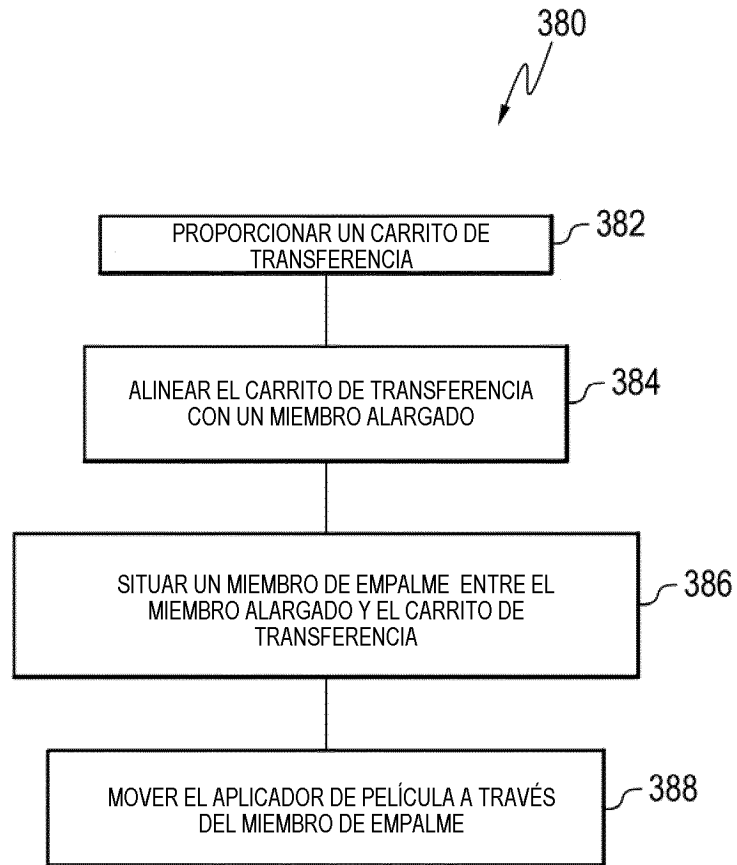 380
PROPORCIONAR UN CARRITO DE
TRANSFERENCIA
382
ALINEAR EL CARRITO DE TRANSFERENCIA
CON UN MIEMBRO ALARGADO
384
SITUAR UN MIEMBRO DE EMPALME ENTRE EL
MIEMBRO ALARGADO Y EL CARRITO DE
TRANSFERENCIA
386
MOVER EL APLICADOR DE PELÍCULA A TRAVÉS
DEL MIEMBRO DE EMPALME
388